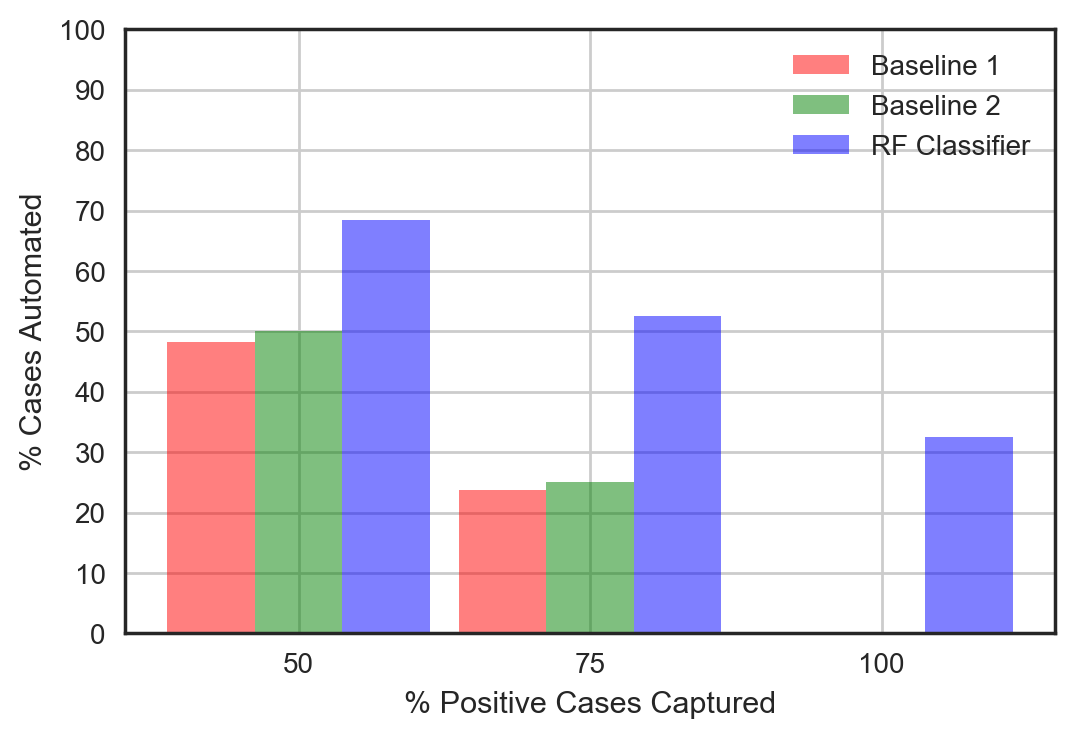 100
90
80
70
60
50
40
30
20
10
0
% Cases Automated
Baseline 1
Baseline 2
RF Classifier
50 75 100
% Positive Cases Captured